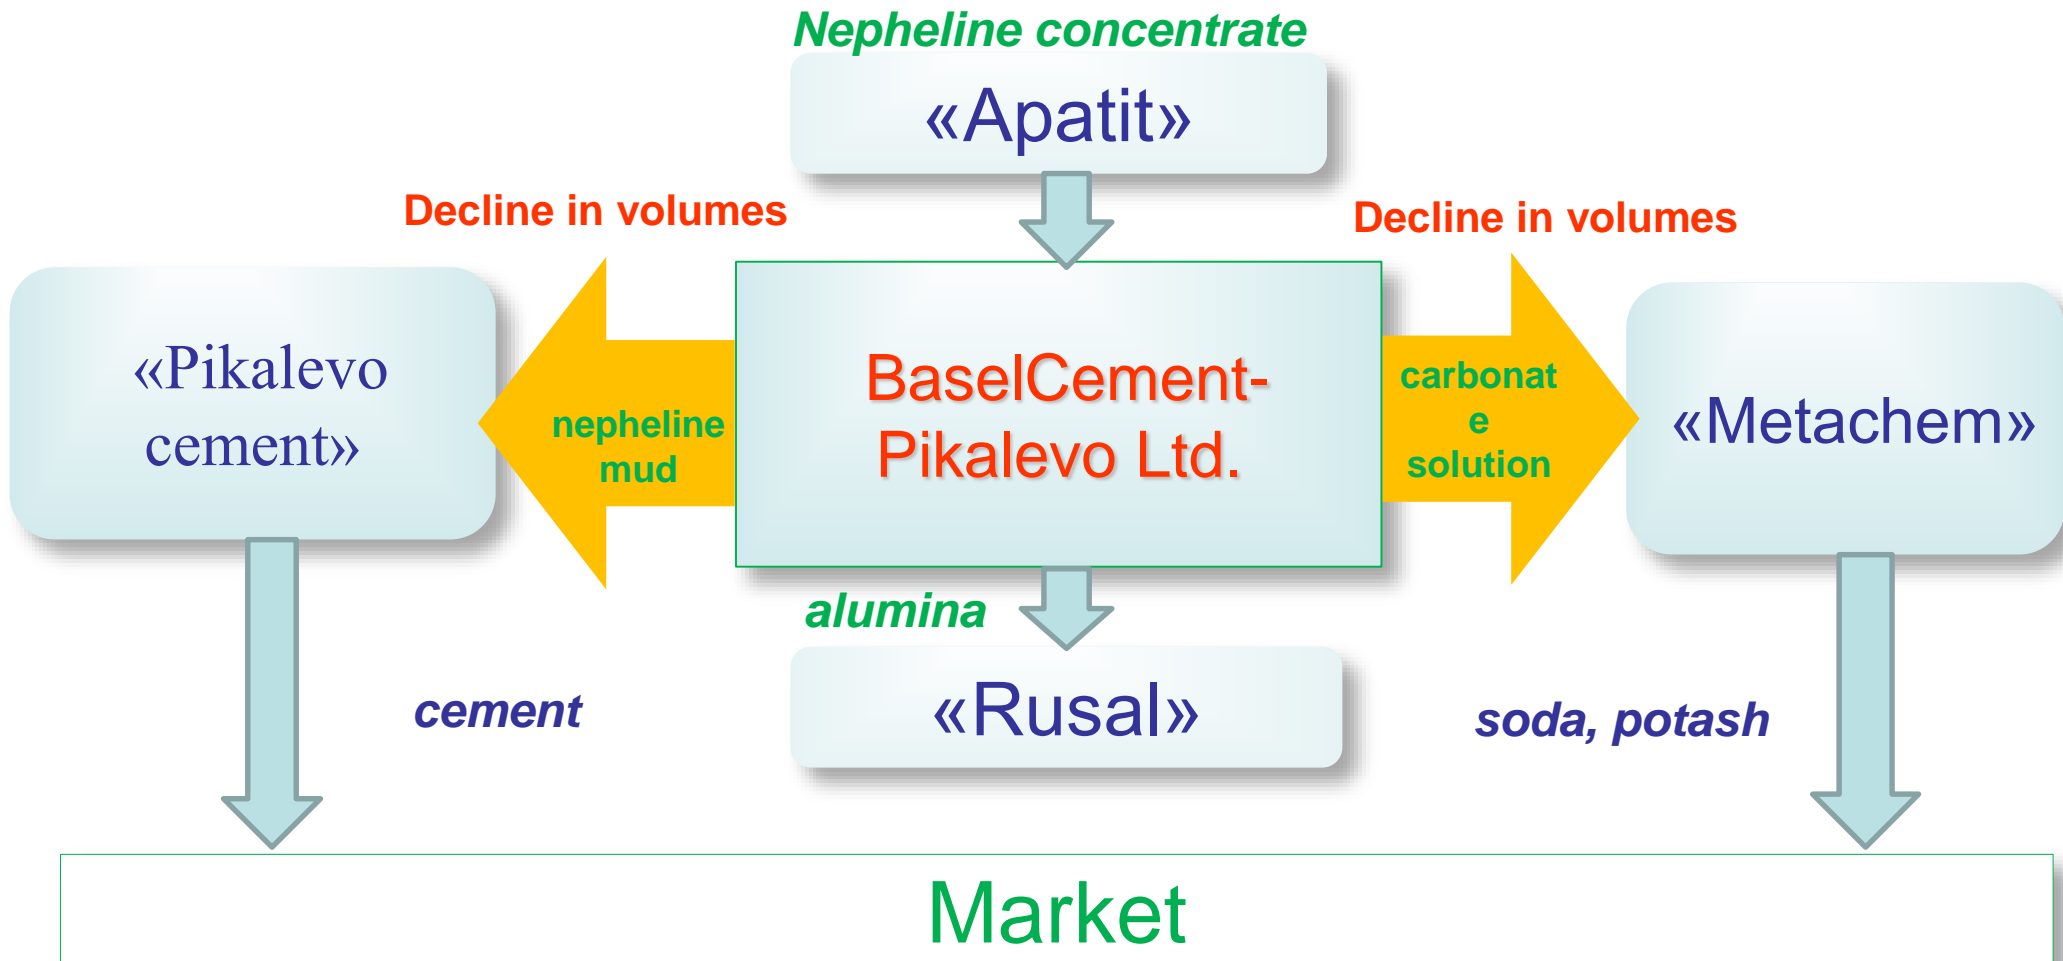 Nepheline concentrate
«Apatit»
Decline in volumes
Decline in volumes
«Pikalevo
cement»
nepheline
mud
BaselCement-
Pikalevo Ltd.
carbonat
e
solution
«Metachem»
alumina
«Rusal»
cement
soda, potash
Market